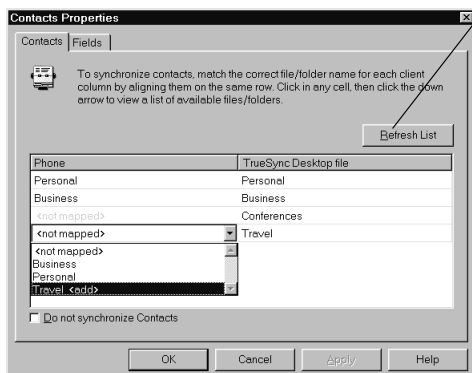 Contacts Properties
Contacts Fields
To synchronize contacts, match the correct file/folder name for each client
column by aligning them on the same row. Click in any cell, then click the down
arrow to view a list of available files/folders.
Refresh List
Phone TrueSync Desktop file
Personal Personal
Business Business
<not mapped> Conferences
<not mapped> Travel
<not mapped>
Business
Personal
Travel <add>
Do not synchronize Contacts
OK Cancel Apply Help